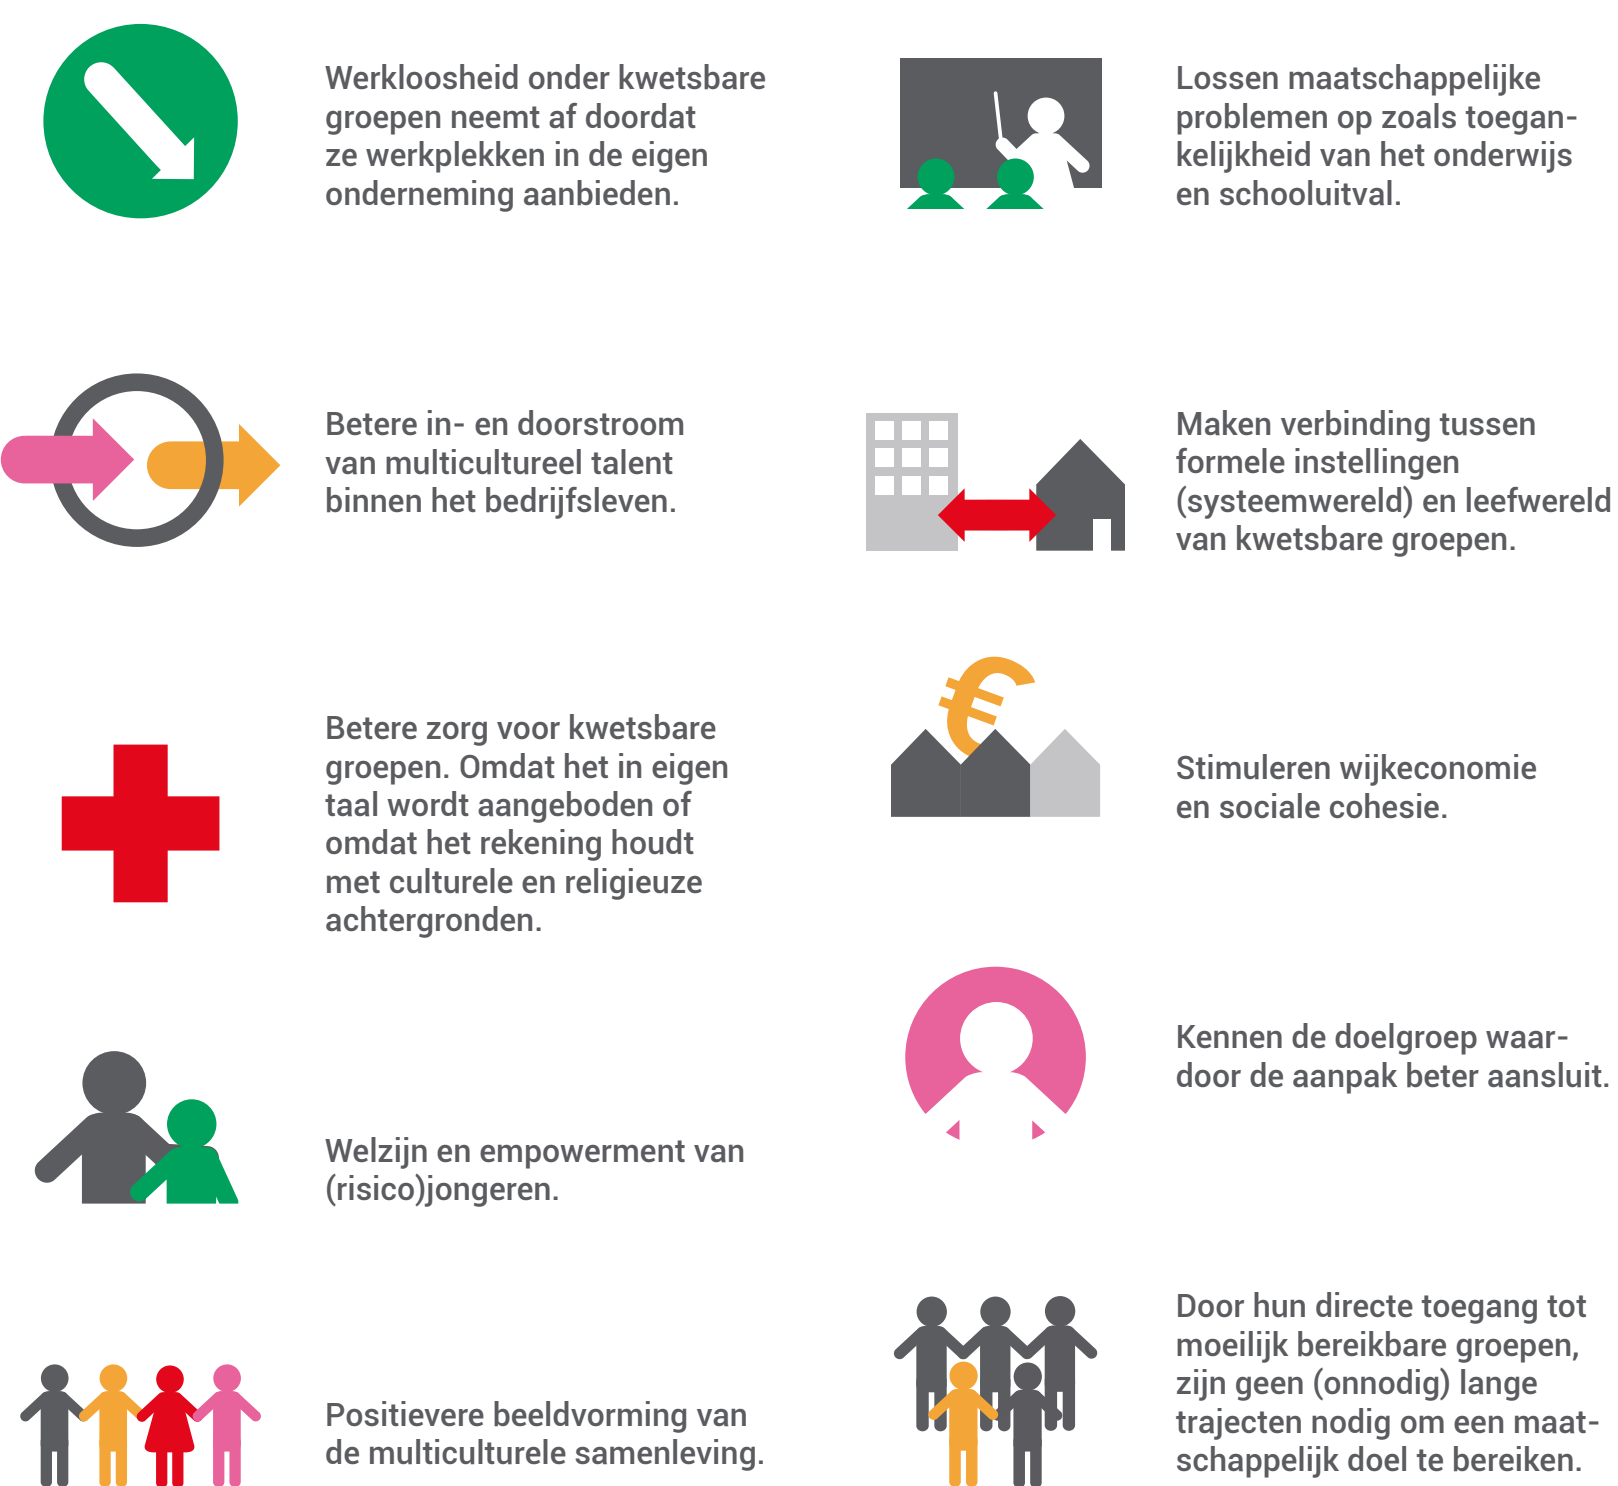 Werkloosheid onder kwetsbare
groepen neemt af doordat
ze werkplekken in de eigen
onderneming aanbieden.
Betere in- en doorstroom
van multicultureel talent
binnen het bedrijfsleven.
Betere zorg voor kwetsbare
groepen. Omdat het in eigen
taal wordt aangeboden of
omdat het rekening houdt
met culturele en religieuze
achtergronden.
Welzijn en empowerment van
(risico)jongeren.
Positievere beeldvorming van
de multiculturele samenleving.
Lossen maatschappelijke
problemen op zoals toegan-
kelijkheid van het onderwijs
en schooluitval.
Maken verbinding tussen
formele instellingen
(systeemwereld) en leefwereld
van kwetsbare groepen.
€
Stimuleren wijkeconomie
en sociale cohesie.
Kennen de doelgroep waar-
door de aanpak beter aansluit.
Door hun directe toegang tot
moeilijk bereikbare groepen,
zijn geen (onnodig) lange
trajecten nodig om een maat-
schappelijk doel te bereiken.